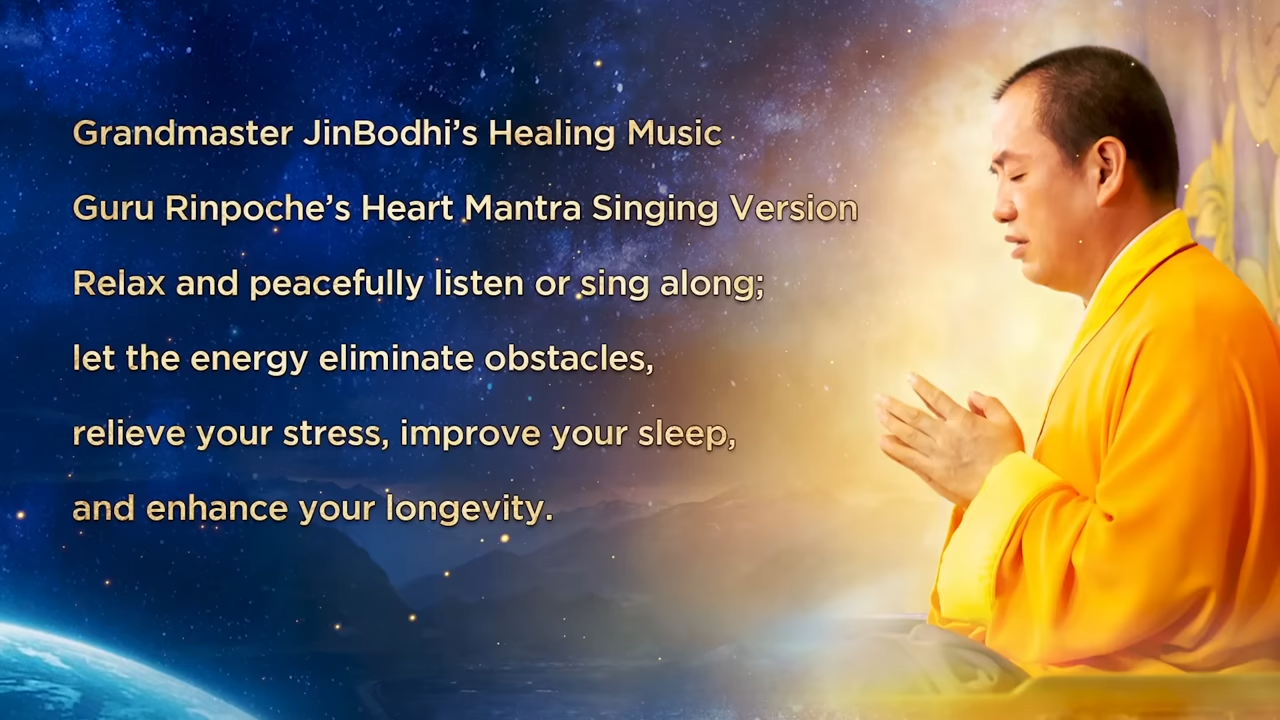 Grandmaster JinBodhi’s Healing Music
Guru Rinpoche’s Heart Mantra Singing Version
Relax and peacefully listen or sing along;
let the energy eliminate obstacles,
relieve your stress, improve your sleep,
and enhance your longevity.